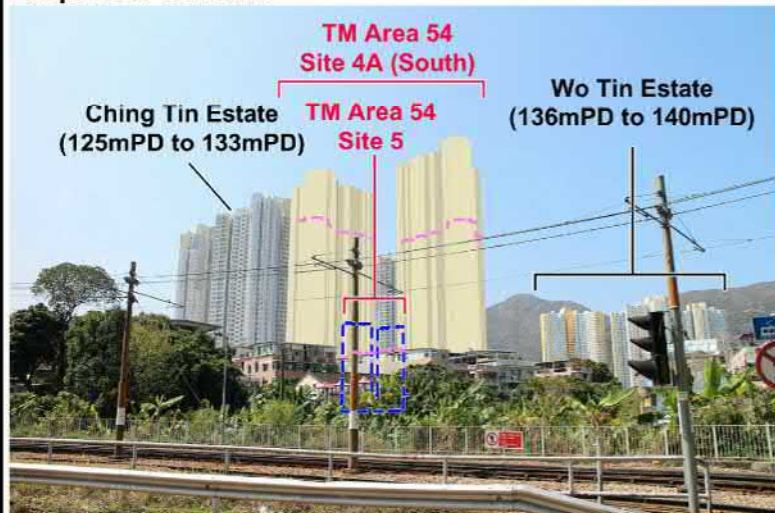 TM Area 54
Site 4A (South)
Ching Tin Estate
(125mPD to 133mPD)
TM Area 54
Site 5
Wo Tin Estate
(136mPD to 140mPD)